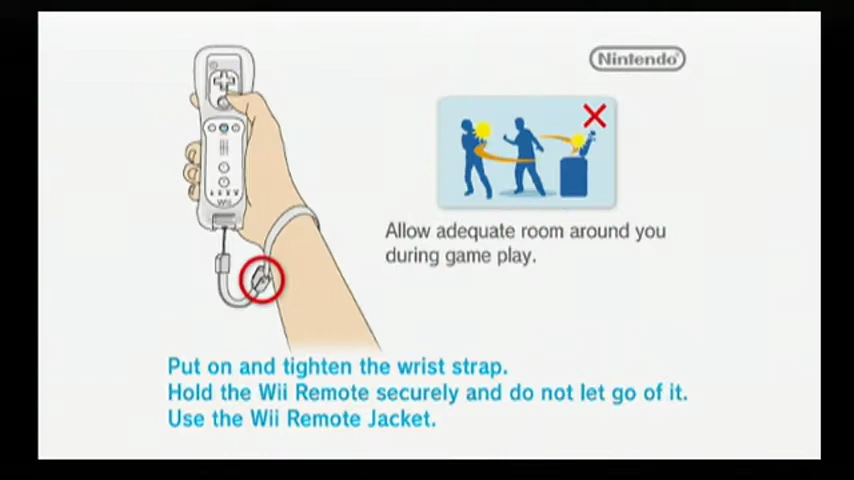 Nintendo®
Wii
Allow adequate room around you
during game play.
Put on and tighten the wrist strap.
Hold the Wii Remote securely and do not let go of it.
Use the Wii Remote Jacket.